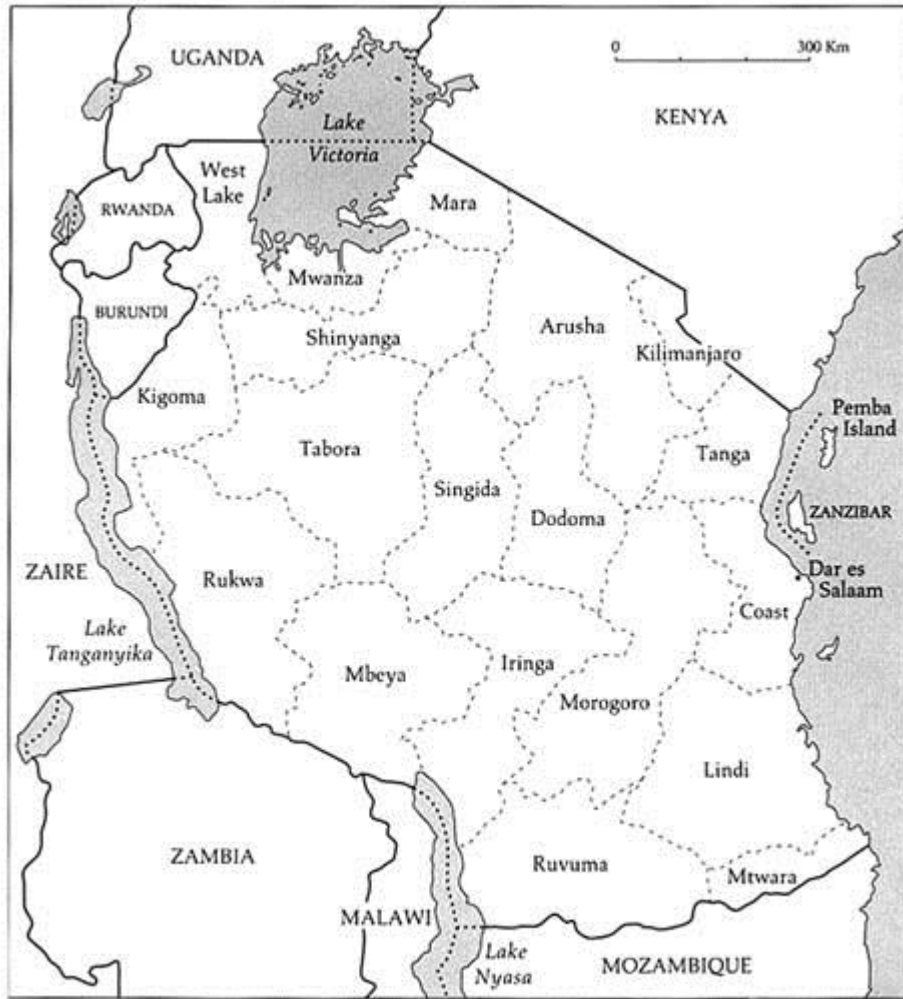 UGANDA
0 300 Km
KENYA
Lake
Victoria
West
Lake
RWANDA
Mara
Mwanza
BURUNDI
Shinyanga
Arusha
Kilimanjaro
Kigoma
Pemba
Island
Tabora
Tanga
Singida
Dodoma
ZANZIBAR
ZAIRE
Rukwa
Dar es
Salaam
Coast
Lake
Tanganyika
Mbeya
Iringa
Morogoro
Lindi
ZAMBIA
Ruvuma
Mtwara
MALAWI
Lake
Nyasa
MOZAMBIQUE